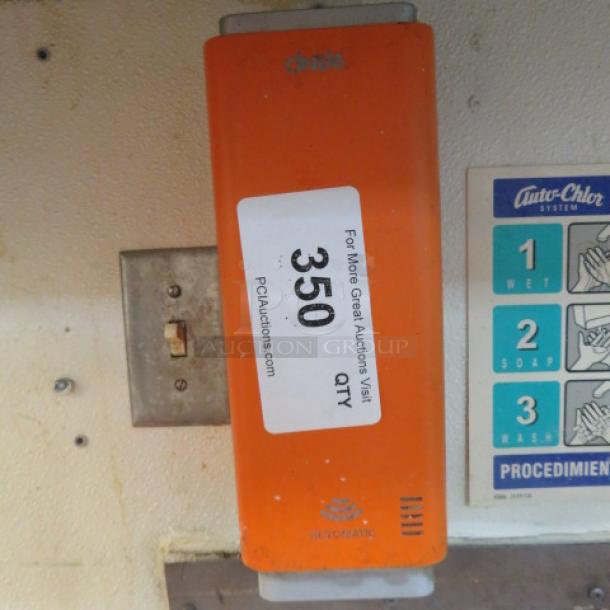 For More Great Auctions Visit
350
QTY
PCIAuctions.com
AUCTION GROUP
AUTOMATIC
Auto-Chlor
SYSTEM
1
WET
2
SOAP
3
WASH